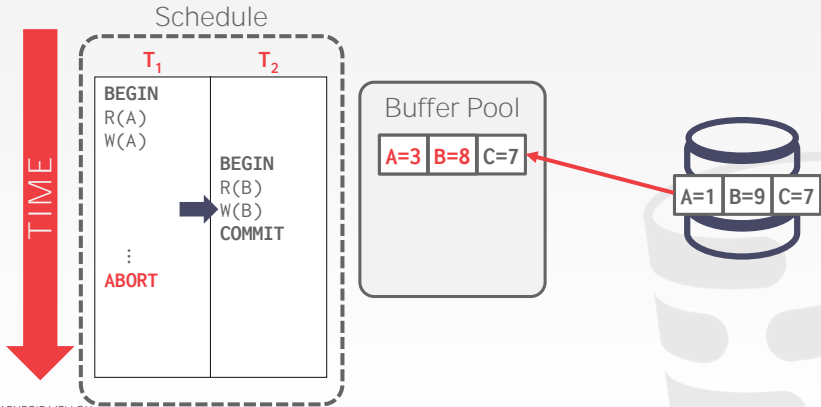 Schedule
TIME
T1 T2
BEGIN
R(A)
W(A)
BEGIN
R(B)
W(B)
COMMIT
⋮
ABORT
Buffer Pool
A=3 B=8 C=7
A=1 B=9 C=7